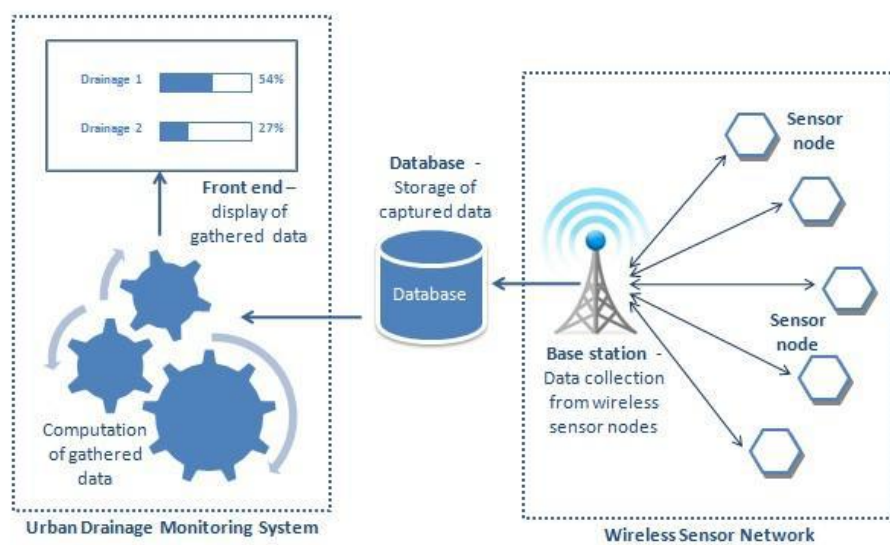 Drainage 1
54%
Drainage 2
27%
Front end –
display of
gathered data
Computation
of gathered
data
Urban Drainage Monitoring System
Database -
Storage of
captured data
Database
Base station -
Data collection
from wireless
sensor nodes
Sensor
node
Sensor
node
Wireless Sensor Network